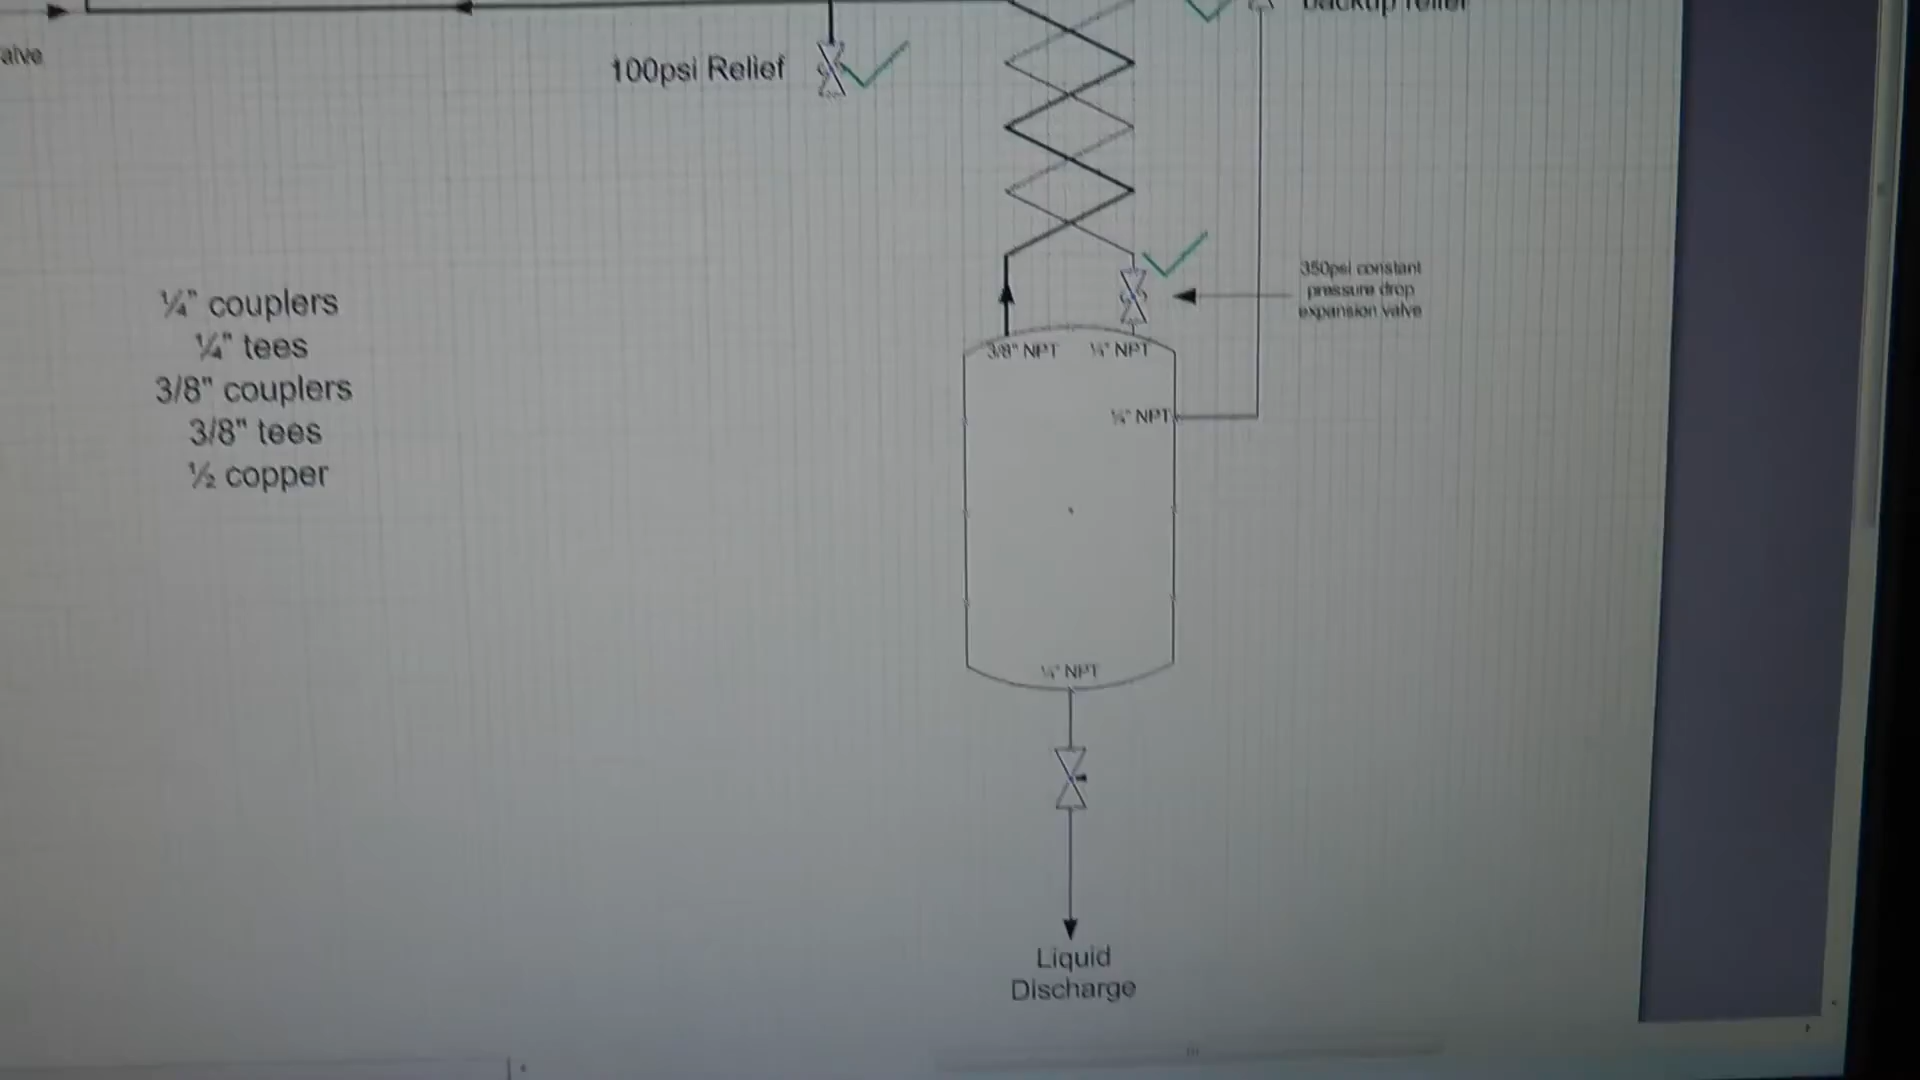 backup relief
alve
100psi Relief
350psi constant
pressure drop
expansion valve
¼" couplers
¼" tees
3/8" couplers
3/8" tees
½ copper
3/8" NPT
¼" NPT
¼" NPT
¼" NPT
Liquid
Discharge